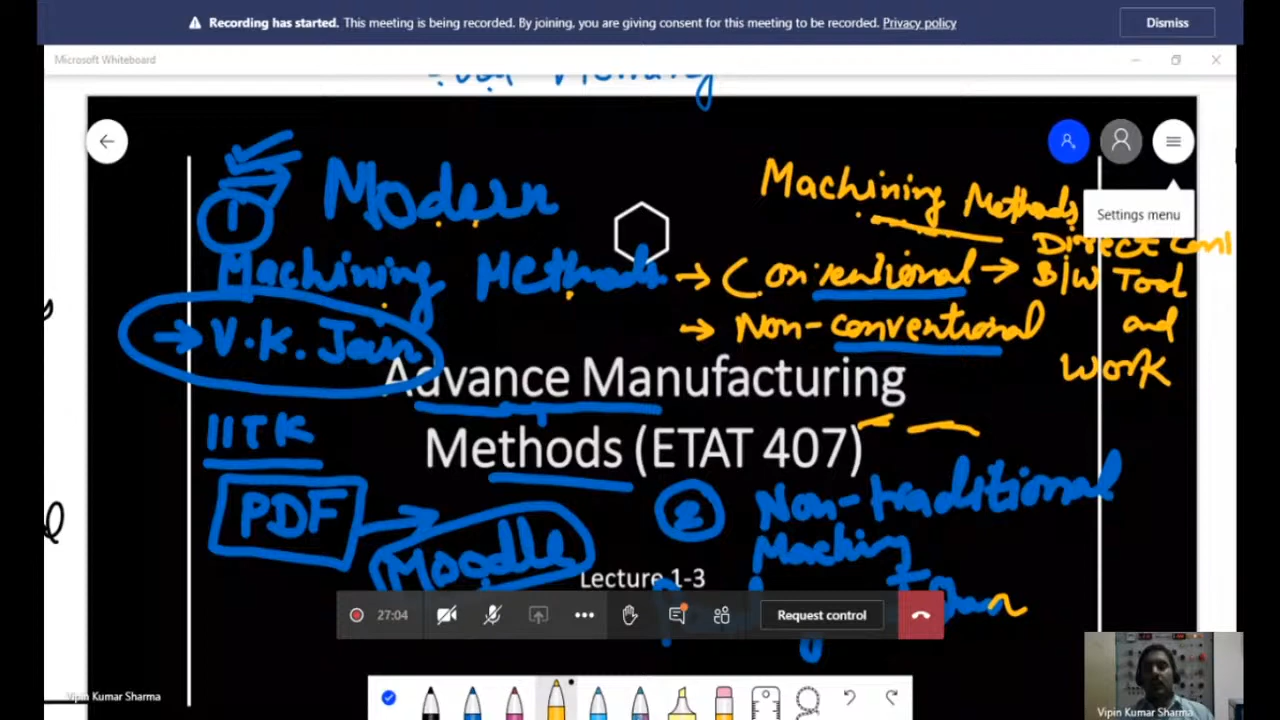 Recording has started. This meeting is being recorded. By joining, you are giving consent for this meeting to be recorded. Privacy policy
Dismiss
Microsoft Whiteboard
Modern
Machining Methods
→ V.K. Jain
IITK
PDF →
Moodle
Machining Methods
→ Conventional → Direct
B/W Tool
and
Work
→ Non-conventional
Settings menu
Advance Manufacturing
Methods (ETAT 407)
Lecture 1-3
2 Non-traditional
27:04
Request control
Vipin Kumar Sharma
Vipin Kumar Sharma